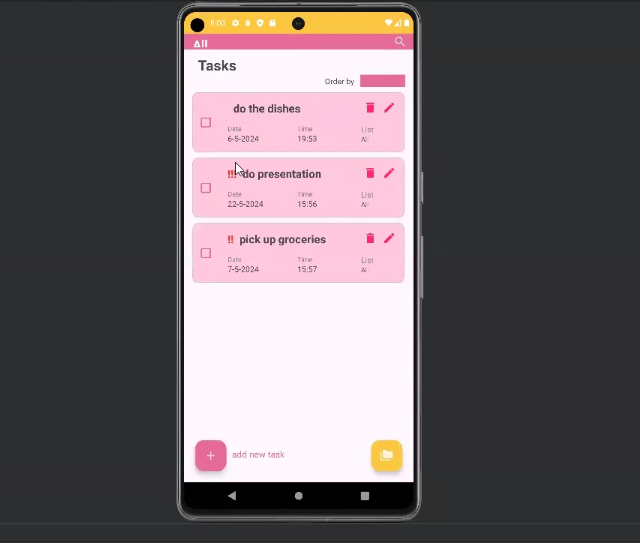 8:00
All
Tasks
Order by
do the dishes
Date Time List
6-5-2024 19:53 All
!!! do presentation
Date Time List
22-5-2024 15:56 All
!! pick up groceries
Date Time List
7-5-2024 15:57 All
+ add new task